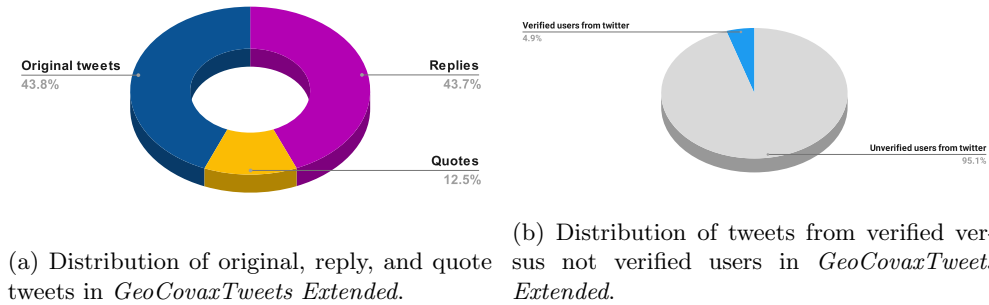 Original tweets
43.8%
Replies
43.7%
Quotes
12.5%
(a) Distribution of original, reply, and quote
tweets in GeoCovaxTweets Extended.
Verified users from twitter
4.9%
Unverified users from twitter
95.1%
(b) Distribution of tweets from verified ver-
sus not verified users in GeoCovaxTweets
Extended.